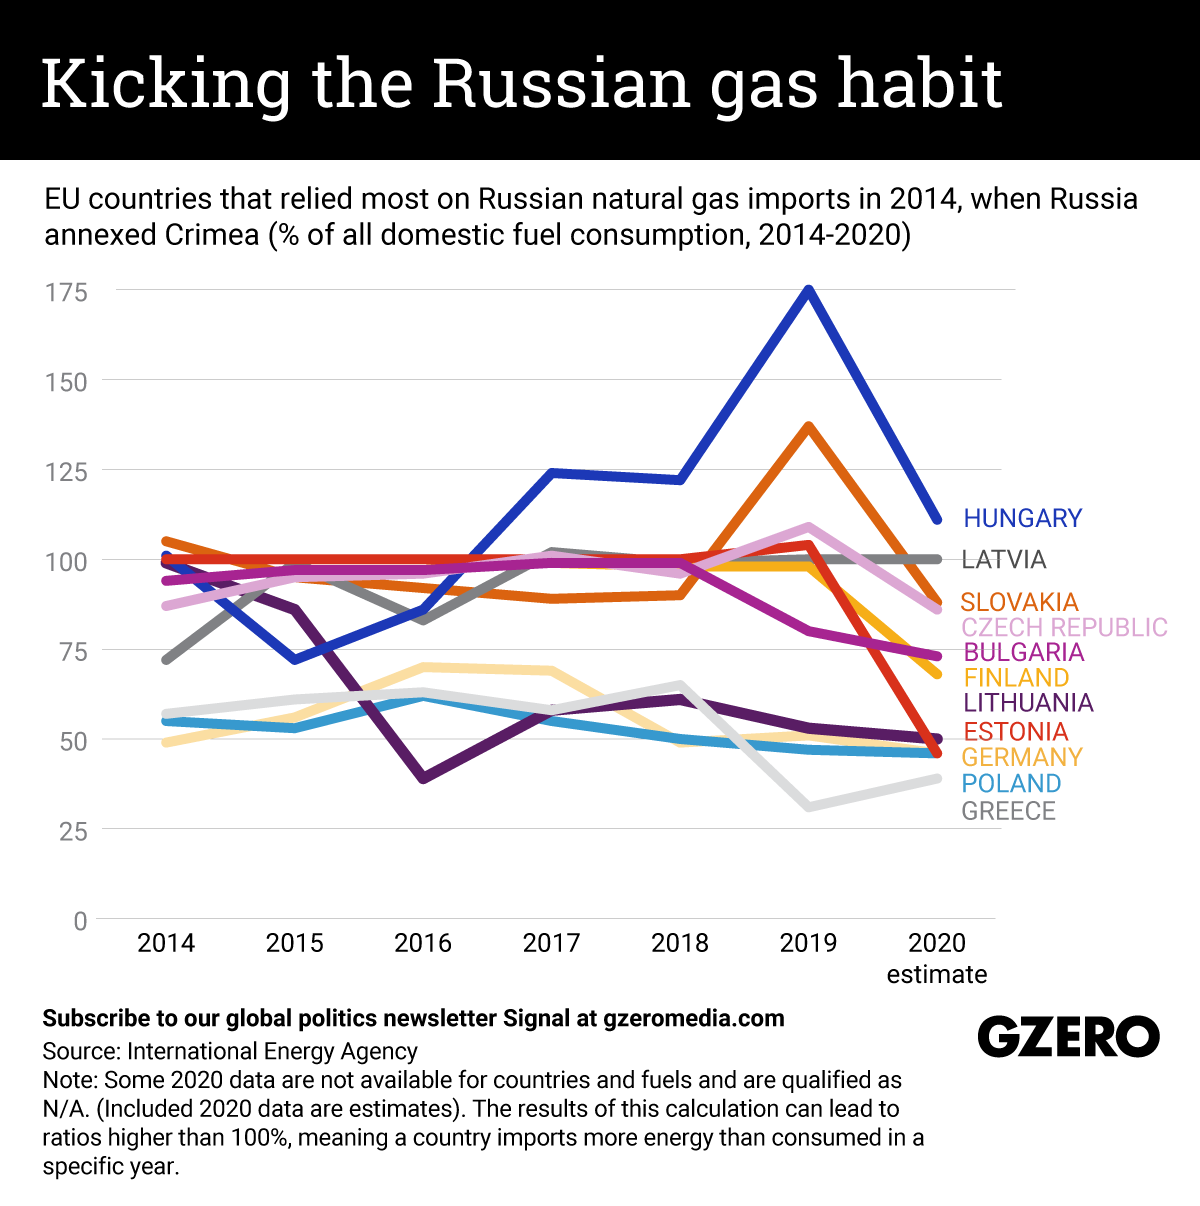 Kicking the Russian gas habit
EU countries that relied most on Russian natural gas imports in 2014, when Russia
annexed Crimea (% of all domestic fuel consumption, 2014-2020)
175
150
125
100
75
50
25
0
HUNGARY
LATVIA
SLOVAKIA
CZECH REPUBLIC
BULGARIA
FINLAND
LITHUANIA
ESTONIA
GERMANY
POLAND
GREECE
2014 2015 2016 2017 2018 2019 2020
estimate
Subscribe to our global politics newsletter Signal at gzeromedia.com
GZERO
Source: International Energy Agency
Note: Some 2020 data are not available for countries and fuels and are qualified as
N/A. (Included 2020 data are estimates). The results of this calculation can lead to
ratios higher than 100%, meaning a country imports more energy than consumed in a
specific year.